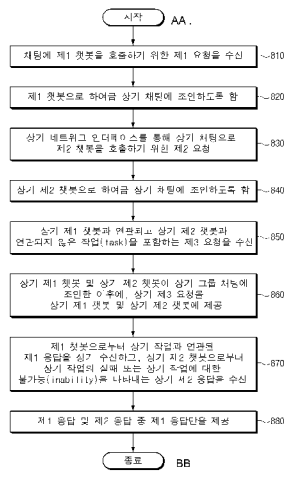 시작
AA .
채팅에 제1 챗봇을 호출하기 위한 제1 요청을 수신
810
제1 챗봇으로 하여금 상기 채팅에 조인하도록 함
820
상기 네트워크 인터페이스를 통해 상기 채팅으로
제2 챗봇을 호출하기 위한 제2 요청
830
상기 제2 챗봇으로 하여금 상기 채팅에 조인하도록 함
840
상기 제1 챗봇과 연관되고 상기 제2 챗봇과
연관되지 않은 작업(task)을 포함하는 제3 요청을 수신
850
상기 제1 챗봇 및 상기 제2 챗봇이 상기 그룹 채팅에
조인한 이후에, 상기 제3 요청을
상기 제1 챗봇 및 상기 제2 챗봇에 제공
860
제1 챗봇으로부터 상기 작업과 연관된
제1 응답을 상기 수신하고, 상기 제2 챗봇으로부터
상기 작업의 실패 또는 상기 작업에 대한
불가능(inability)을 나타내는 상기 제2 응답을 수신
870
제1 응답 및 제2 응답 중 제1 응답만을 제공
880
종료
BB